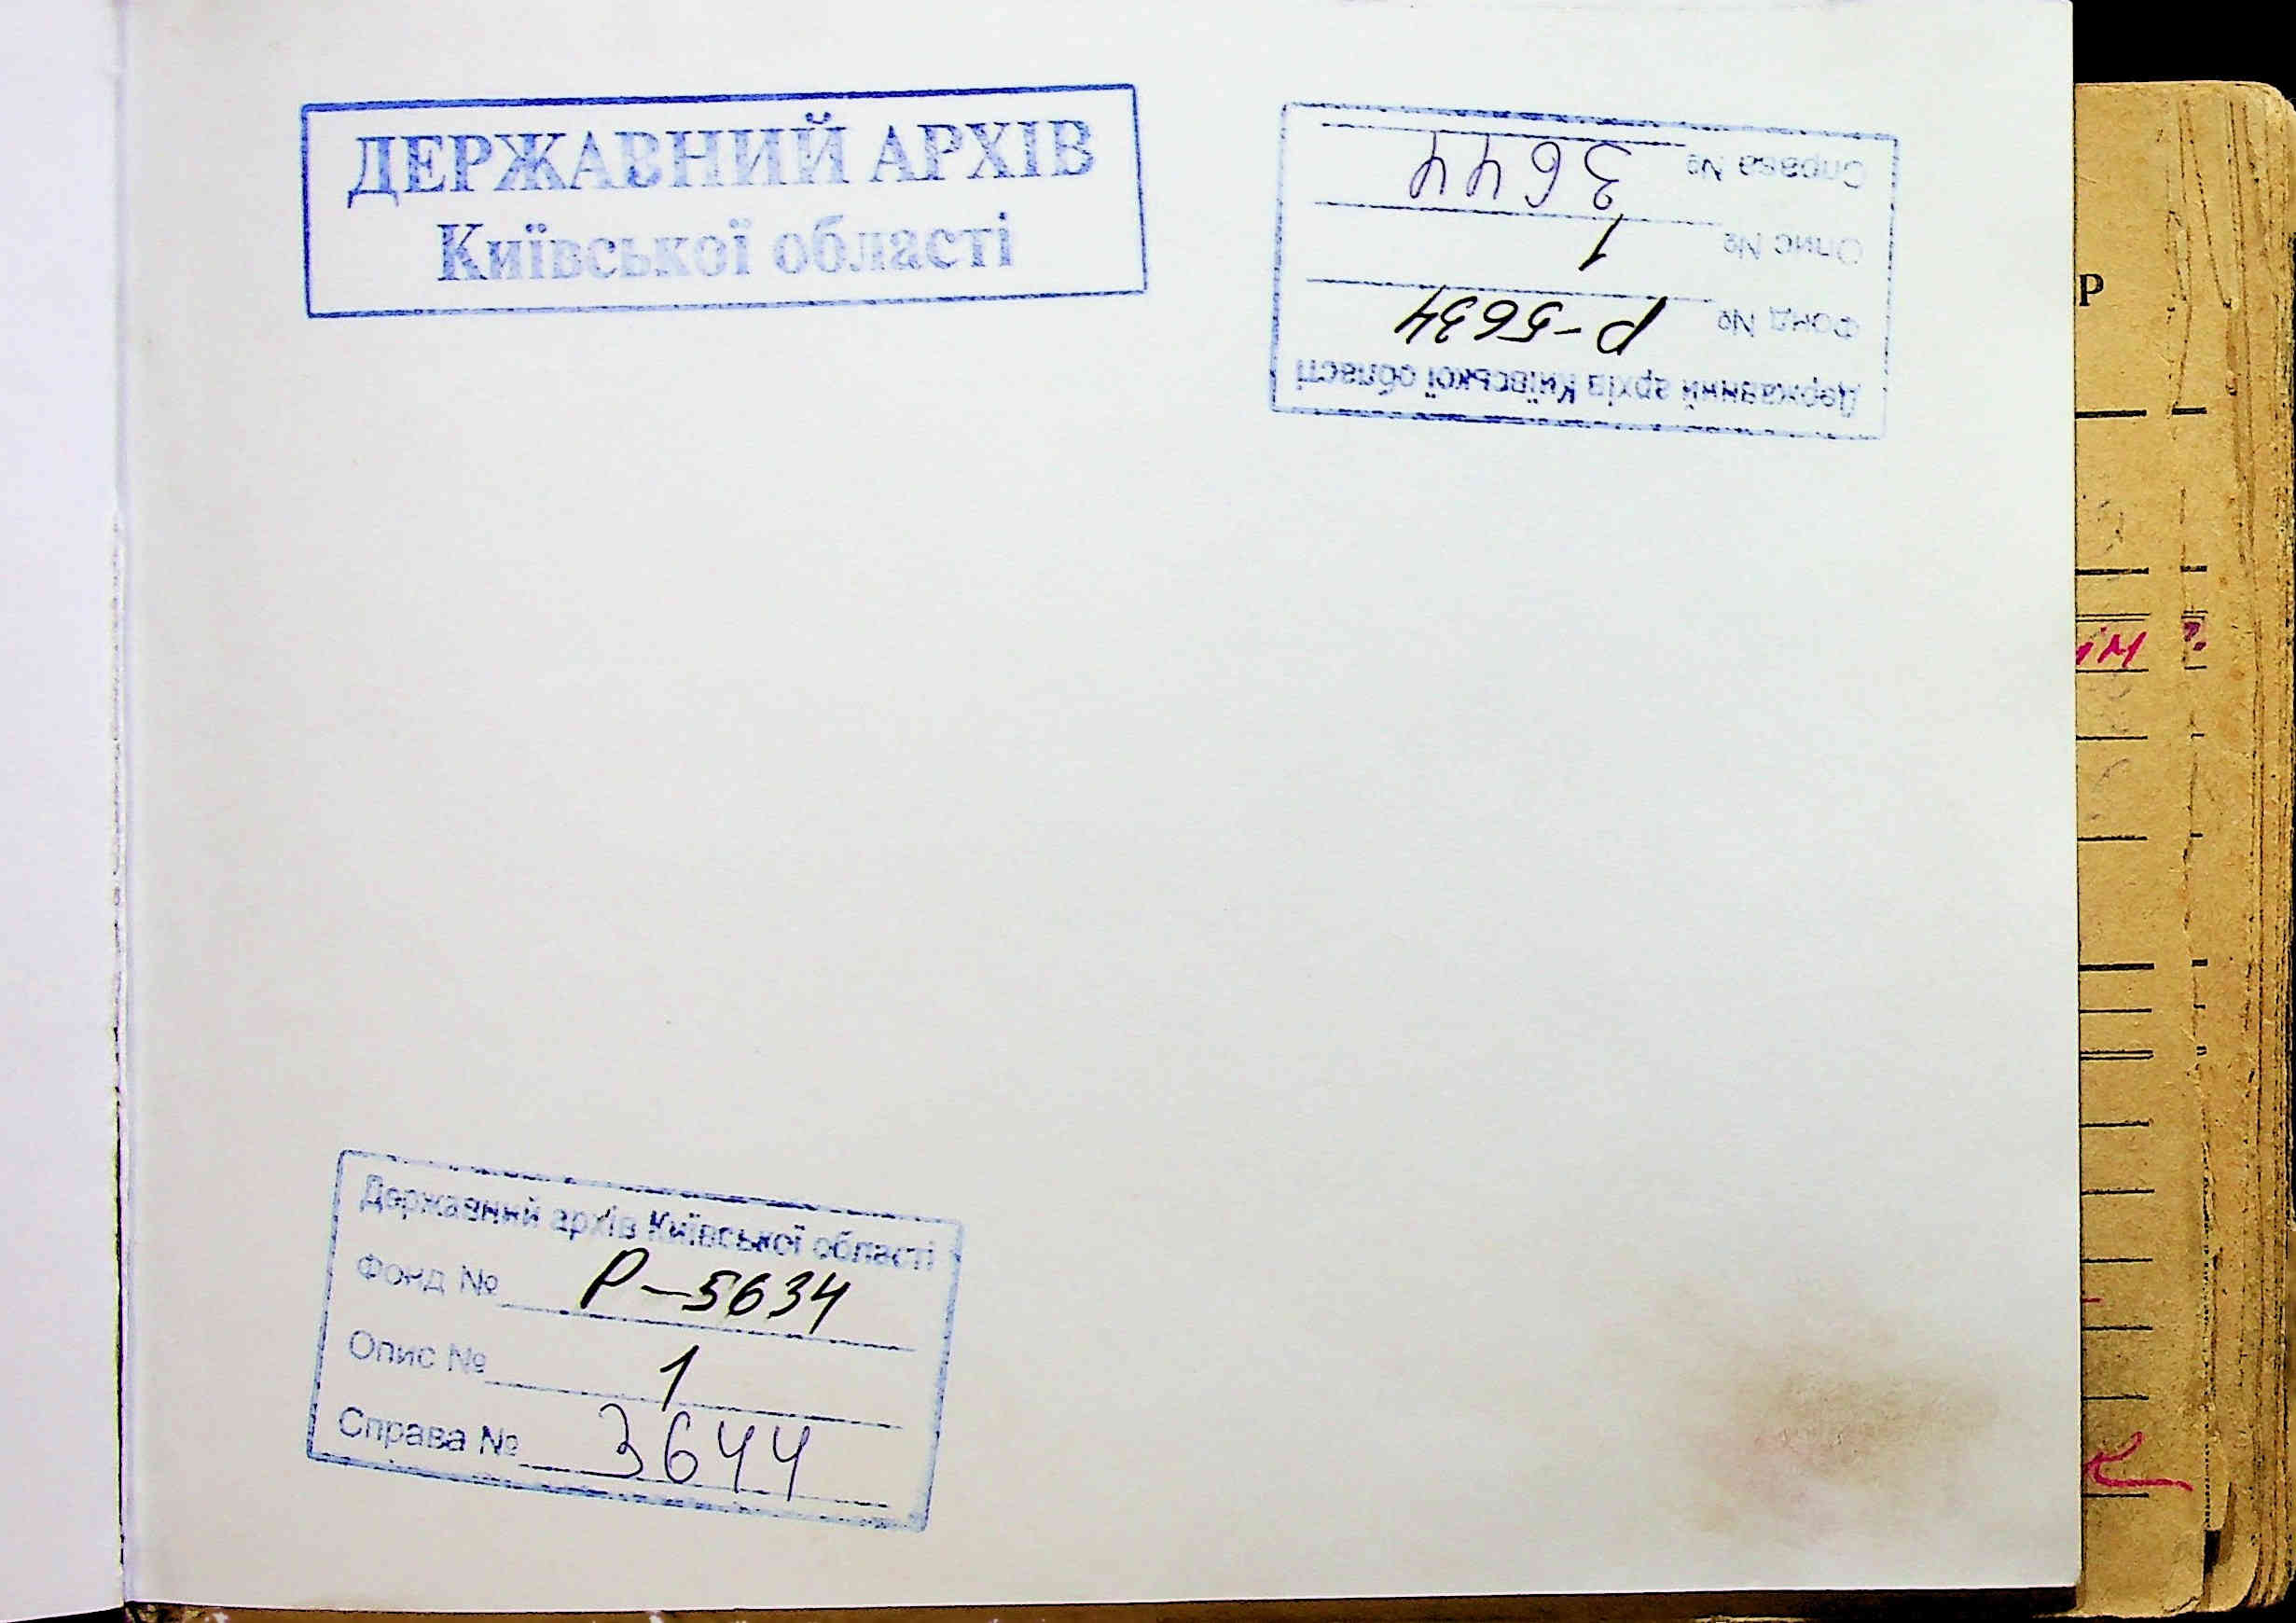 ДЕРЖАВНИЙ АРХІВ
Київської області
Державний архів Київської області
Фонд № Р-5634
Опис № 1
Справа № 3644
Державний архів Київської області
Фонд № Р-5634
Опис № 1
Справа № 3644
Р